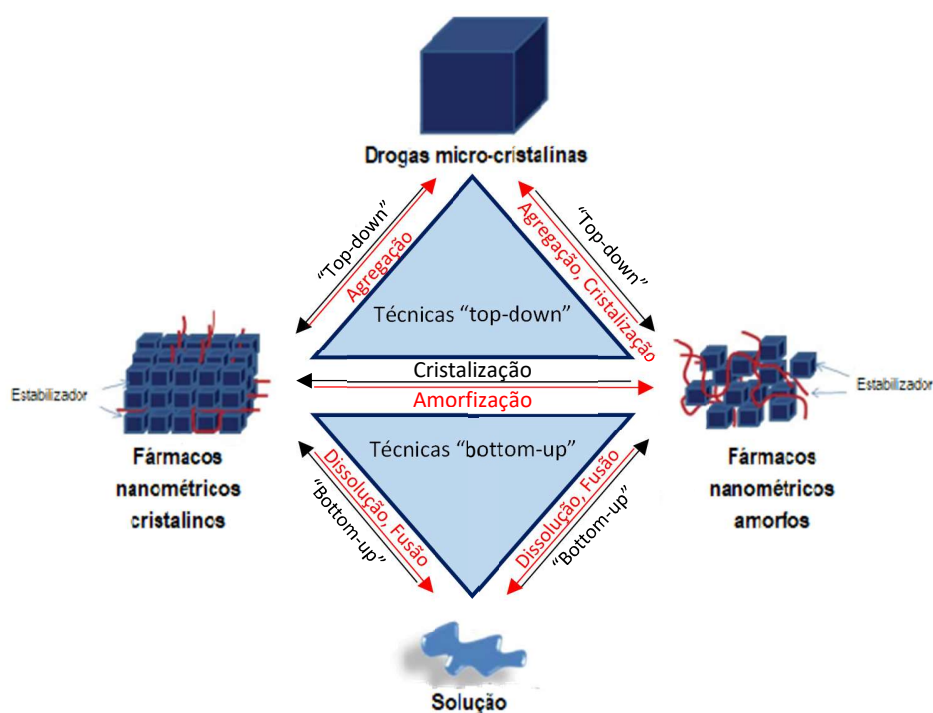 Drogas micro-cristalinas
“Top-down”
Agregação
“Top-down”
Agregação, Cristalização
Técnicas “top-down”
Cristalização
Amorfização
Estabilizador
Estabilizador
Fármacos
nanométricos
cristalinos
Fármacos
nanométricos
amorfos
Técnicas “bottom-up”
Dissolução, Fusão
“Bottom-up”
Dissolução, Fusão
“Bottom-up”
Solução